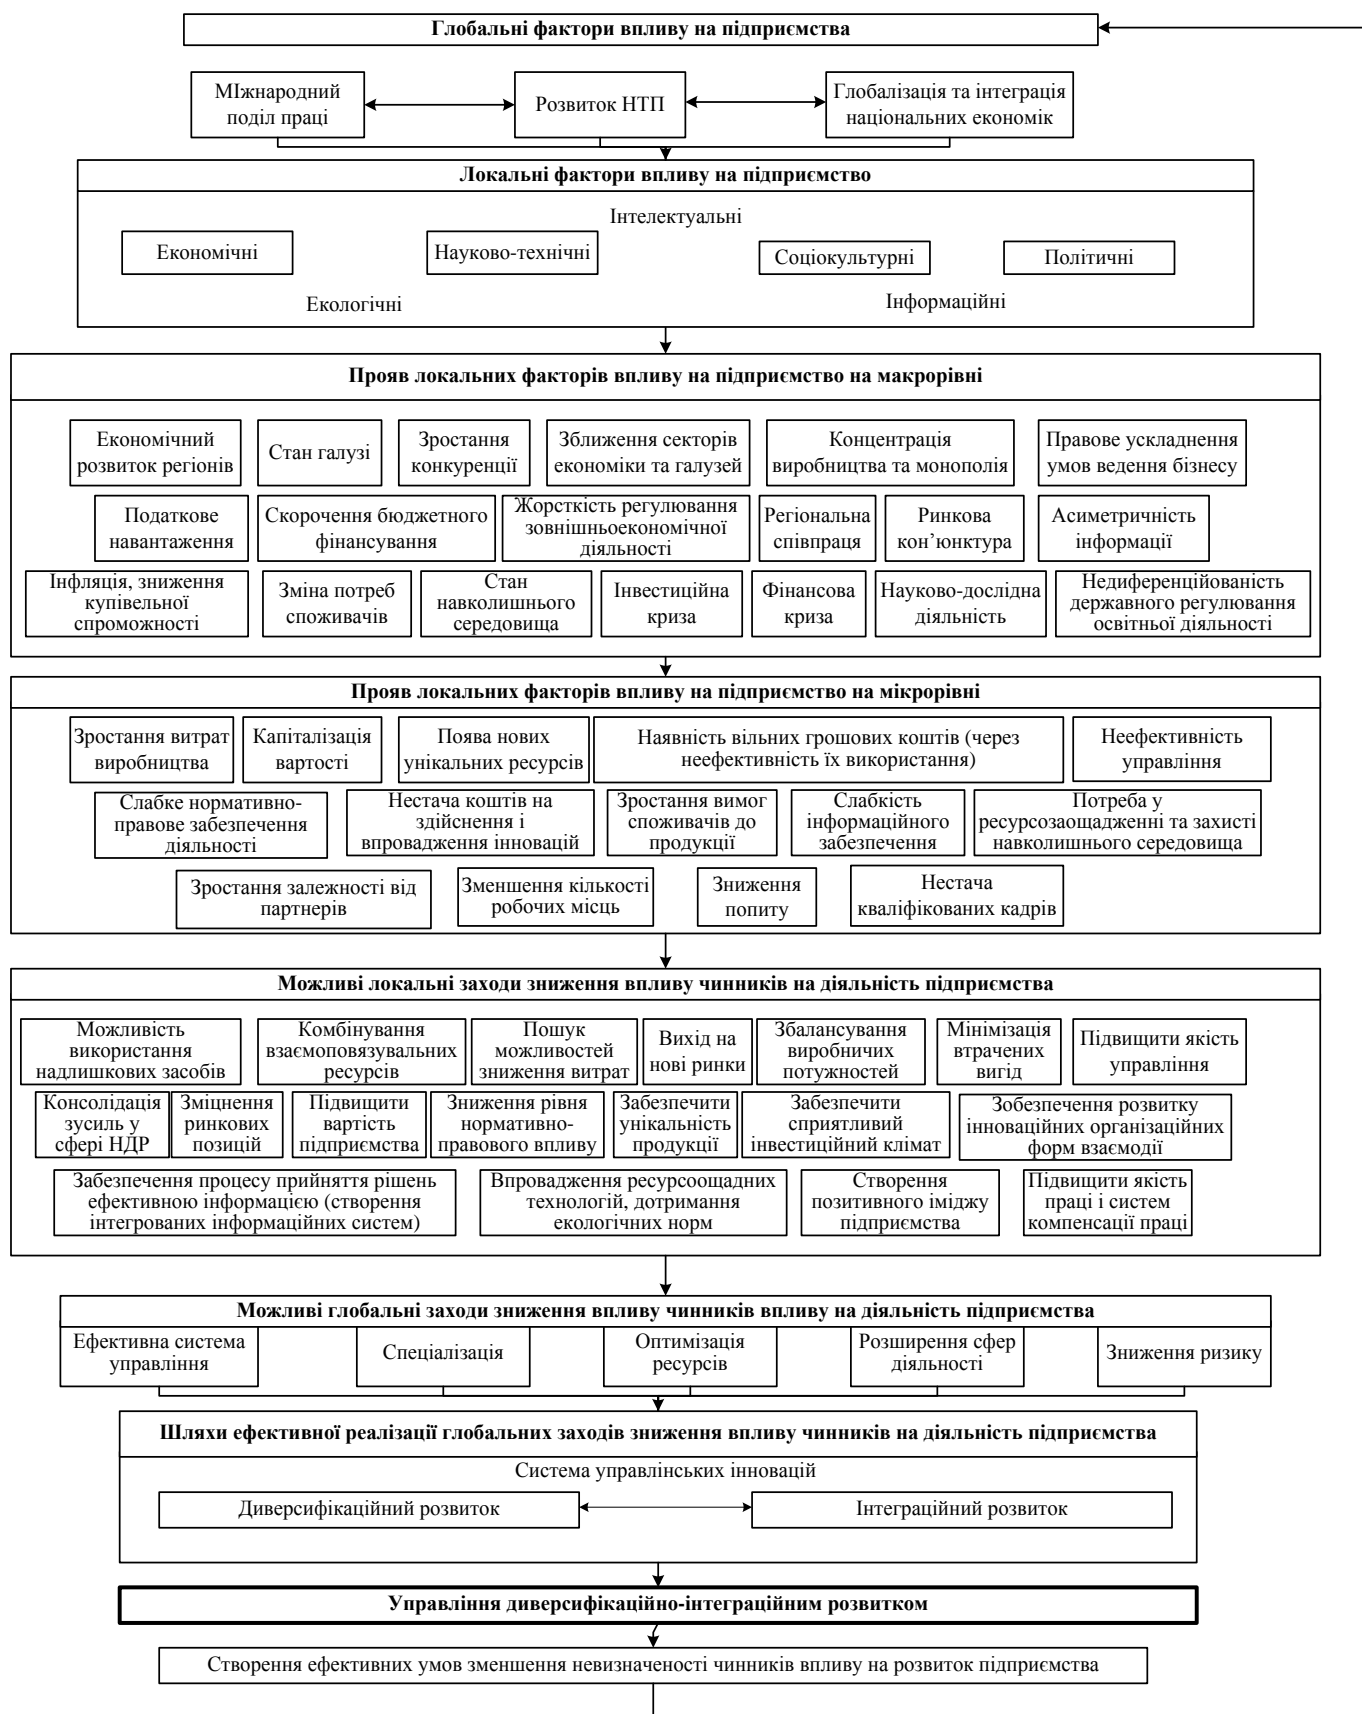 Глобальні фактори впливу на підприємства
МІжнародний
поділ праці
Розвиток НТП
Глобалізація та інтеграція
національних економік
Локальні фактори впливу на підприємство
Інтелектуальні
Економічні
Науково-технічні
Соціокультурні
Політичні
Екологічні
Інформаційні
Прояв локальних факторів впливу на підприємство на макрорівні
Економічний
розвиток регіонів
Стан галузі
Зростання
конкуренції
Зближення секторів
економіки та галузей
Концентрація
виробництва та монополія
Правове ускладнення
умов ведення бізнесу
Податкове
навантаження
Скорочення бюджетного
фінансування
Жорсткість регулювання
зовнішньоекономічної
діяльності
Регіональна
співпраця
Ринкова
кон’юнктура
Асиметричність
інформації
Інфляція, зниження
купівельної
спроможності
Зміна потреб
споживачів
Стан
навколишнього
середовища
Інвестиційна
криза
Фінансова
криза
Науково-дослідна
діяльність
Недиференційованість
державного регулювання
освітньої діяльності
Прояв локальних факторів впливу на підприємство на мікрорівні
Зростання витрат
виробництва
Капіталізація
вартості
Поява нових
унікальних ресурсів
Наявність вільних грошових коштів (через
неефективність їх використання)
Неефективність
управління
Слабке нормативно-
правове забезпечення
діяльності
Нестача коштів на
здійснення і
впровадження інновацій
Зростання вимог
споживачів до
продукції
Слабкість
інформаційного
забезпечення
Потреба у
ресурсозаощадженні та захисті
навколишнього середовища
Зростання залежності від
партнерів
Зменшення кількості
робочих місць
Зниження
попиту
Нестача
кваліфікованих кадрів
Можливі локальні заходи зниження впливу чинників на діяльність підприємства
Можливість
використання
надлишкових засобів
Комбінування
взаємоповязувальних
ресурсів
Пошук
можливостей
зниження витрат
Вихід на
нові ринки
Збалансування
виробничих
потужностей
Мінімізація
втрачених
вигід
Підвищити якість
управління
Консолідація
зусиль у
сфері НДР
Зміцнення
ринкових
позицій
Підвищити
вартість
підприємства
Зниження рівня
нормативно-
правового впливу
Забезпечити
унікальність
продукції
Забезпечити
сприятливий
інвестиційний клімат
Зобезпечення розвитку
інноваційних організаційних
форм взаємодії
Забезпечення процесу прийняття рішень
ефективною інформацією (створення
інтегрованих інформаційних систем)
Впровадження ресурсоощадних
технологій, дотримання
екологічних норм
Створення
позитивного іміджу
підприємства
Підвищити якість
праці і систем
компенсації праці
Можливі глобальні заходи зниження впливу чинників впливу на діяльність підприємства
Ефективна система
управління
Спеціалізація
Оптимізація
ресурсів
Розширення сфер
діяльності
Зниження ризику
Шляхи ефективної реалізації глобальних заходів зниження впливу чинників на діяльність підприємства
Система управлінських інновацій
Диверсифікаційний розвиток
Інтеграційний розвиток
Управління диверсифікаційно-інтеграційним розвитком
Створення ефективних умов зменшення невизначеності чинників впливу на розвиток підприємства